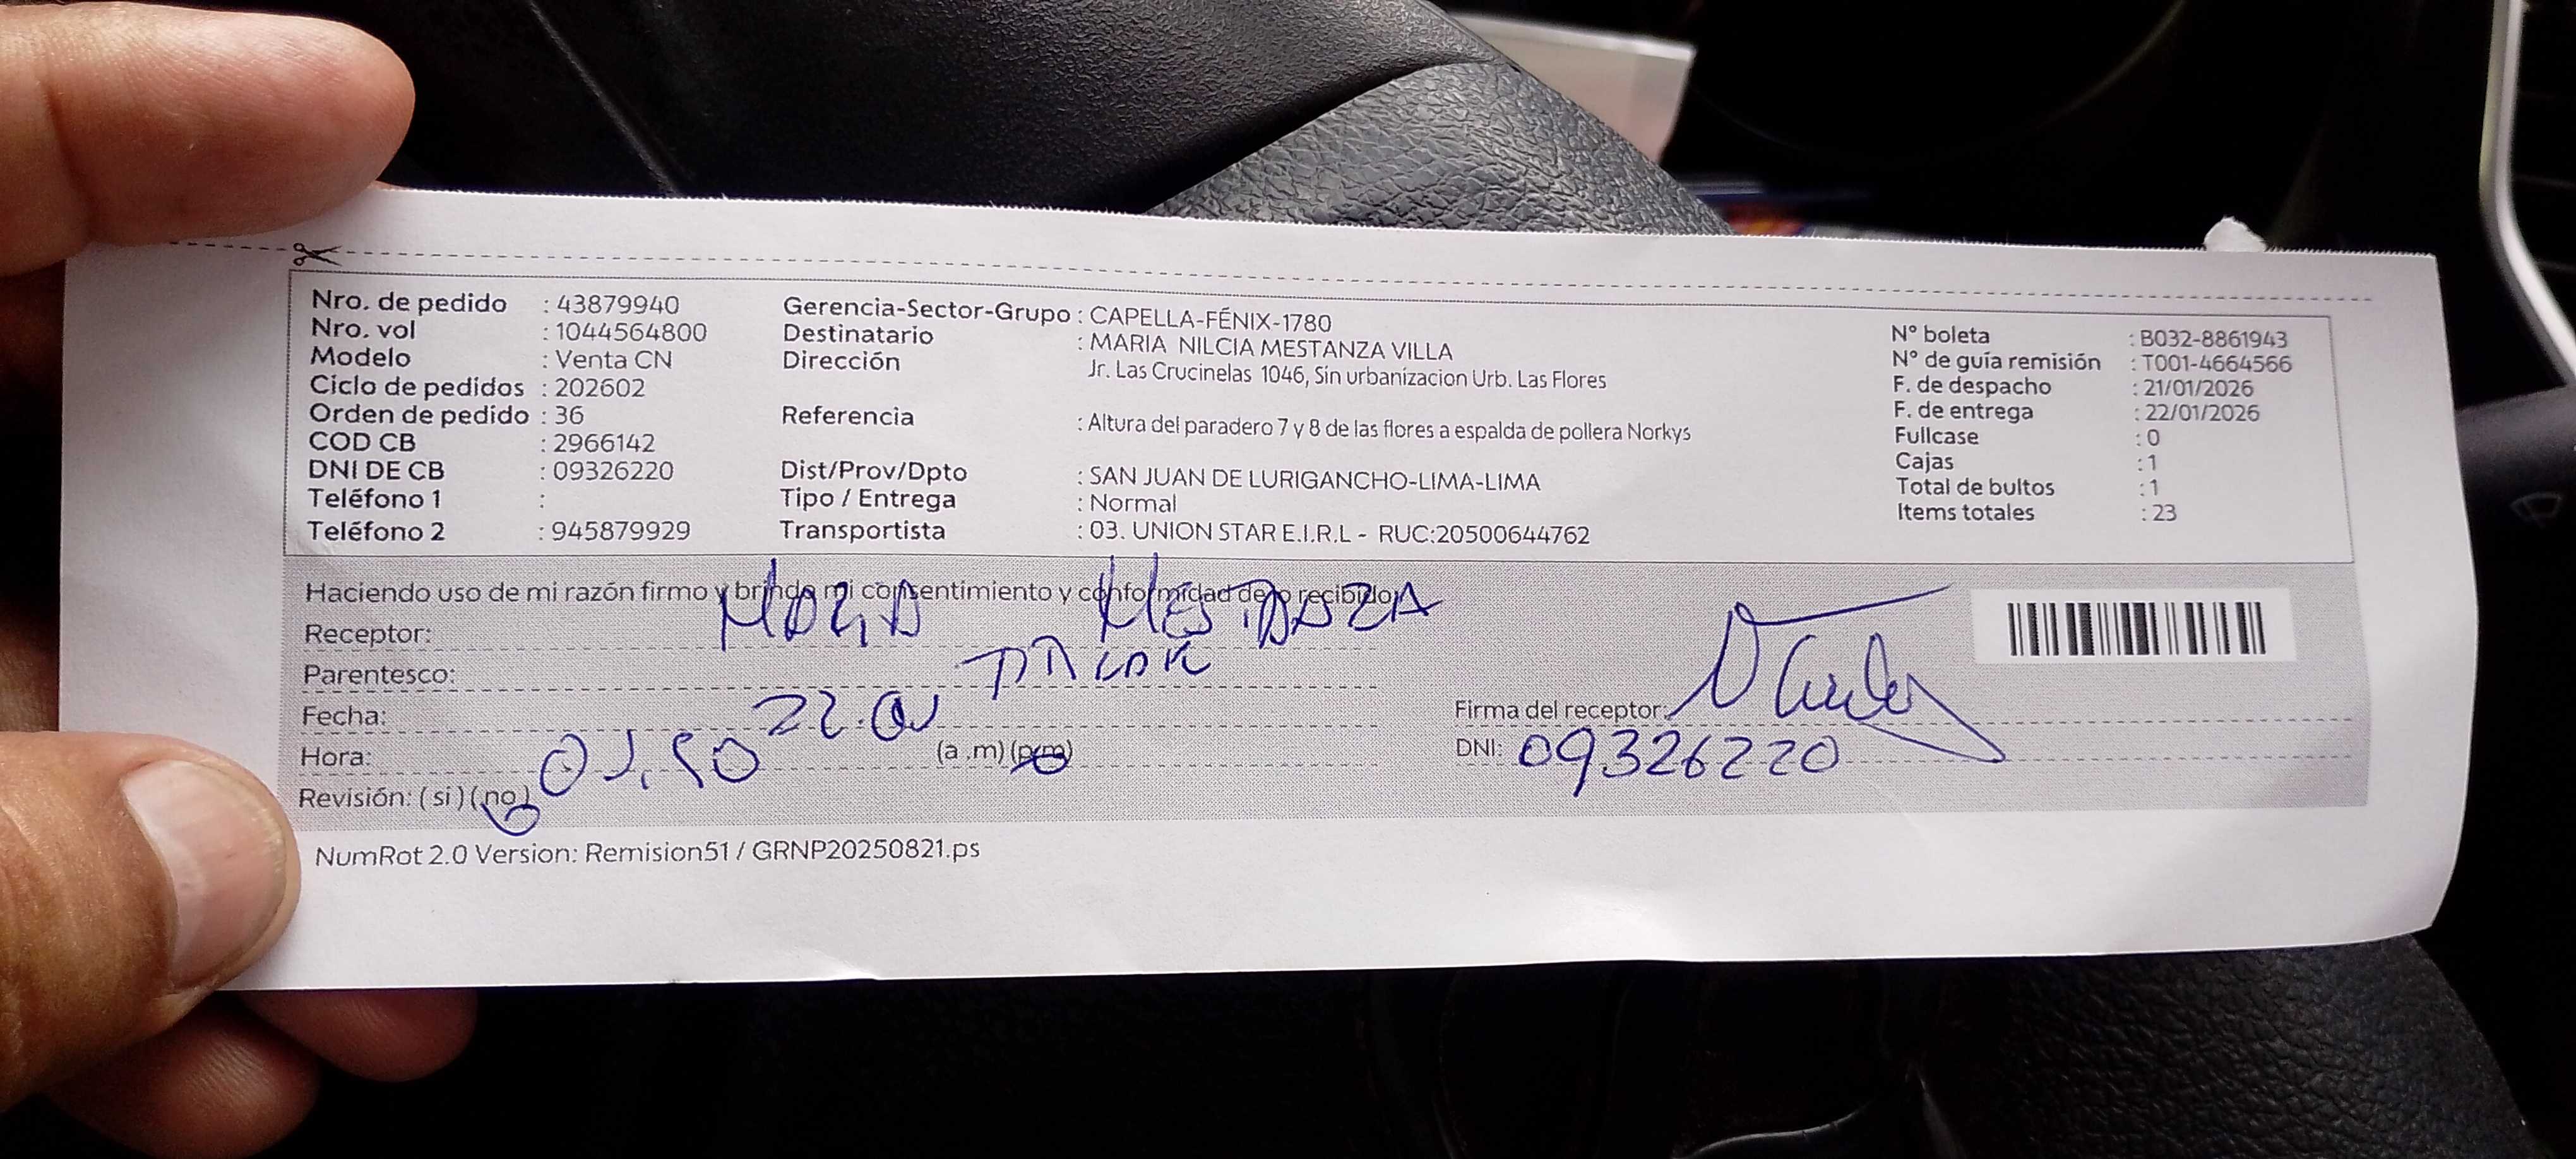 Nro. de pedido : 43879940
Nro. vol : 1044564800
Modelo : Venta CN
Ciclo de pedidos : 202602
Orden de pedido : 36
COD CB : 2966142
DNI DE CB : 09326220
Teléfono 1 :
Teléfono 2 : 945879929
Gerencia-Sector-Grupo : CAPELLA-FÉNIX-1780
Destinatario : MARIA NILCIA MESTANZA VILLA
Dirección Jr. Las Crucinelas 1046, Sin urbanizacion Urb. Las Flores
Referencia : Altura del paradero 7 y 8 de las flores a espalda de pollera Norkys
Dist/Prov/Dpto : SAN JUAN DE LURIGANCHO-LIMA-LIMA
Tipo / Entrega : Normal
Transportista : 03. UNION STAR E.I.R.L - RUC:20500644762
N° boleta : B032-8861943
N° de guía remisión : T001-4664566
F. de despacho : 21/01/2026
F. de entrega : 22/01/2026
Fullcase : 0
Cajas : 1
Total de bultos : 1
Items totales : 23
Haciendo uso de mi razón firmo y brindo mi consentimiento y conformidad de lo recibido.
Receptor: MARIA MESTANZA
Parentesco:
Fecha: 22.01
Hora: (a .m) (p.m)
Revisión: ( si ) ( no )
Firma del receptor:
DNI: 09326220
NumRot 2.0 Version: Remision51 / GRNP20250821.ps